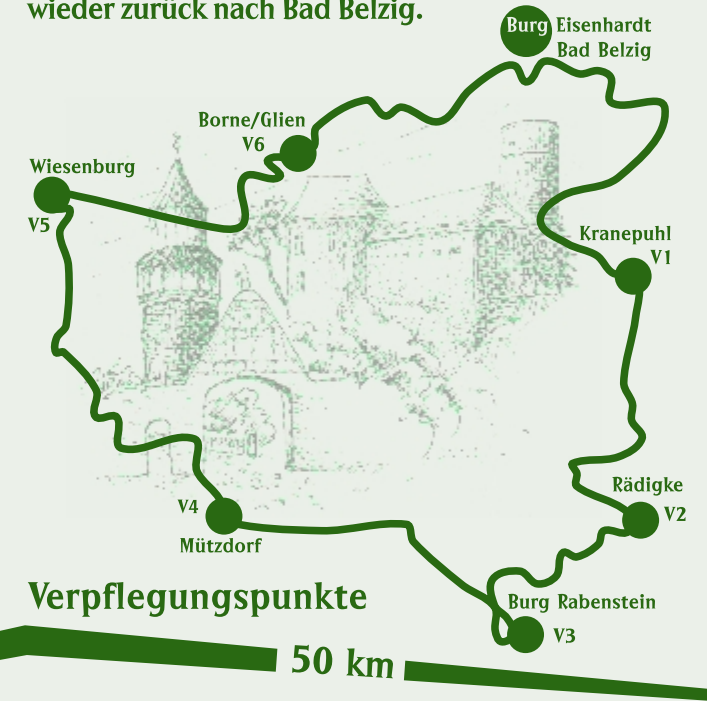 wieder zurück nach Bad Belzig.
Burg Eisenhardt
Bad Belzig
Borne/Glien
V6
Wiesenburg
V5
Kranepuhl
V1
Rädigke
V2
V4
Mützdorf
Verpflegungspunkte
Burg Rabenstein
V3
50 km